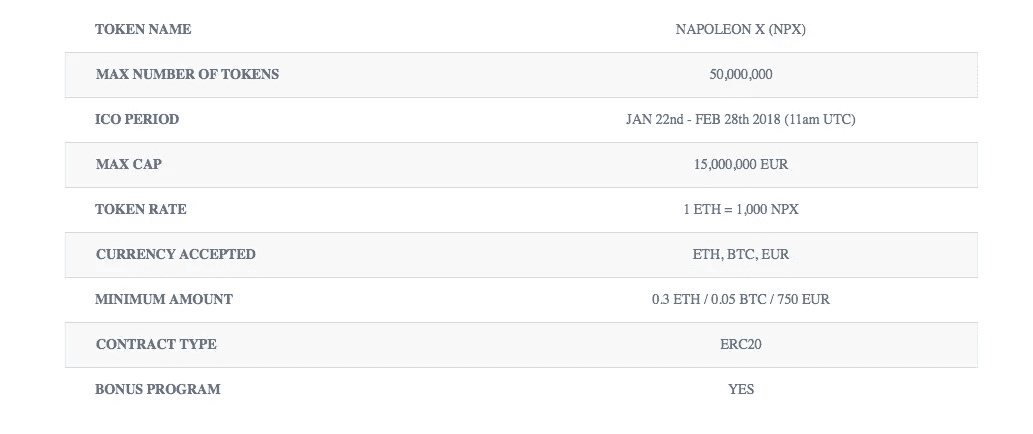 TOKEN NAME NAPOLEON X (NPX)
MAX NUMBER OF TOKENS 50,000,000
ICO PERIOD JAN 22nd - FEB 28th 2018 (11am UTC)
MAX CAP 15,000,000 EUR
TOKEN RATE 1 ETH = 1,000 NPX
CURRENCY ACCEPTED ETH, BTC, EUR
MINIMUM AMOUNT 0.3 ETH / 0.05 BTC / 750 EUR
CONTRACT TYPE ERC20
BONUS PROGRAM YES